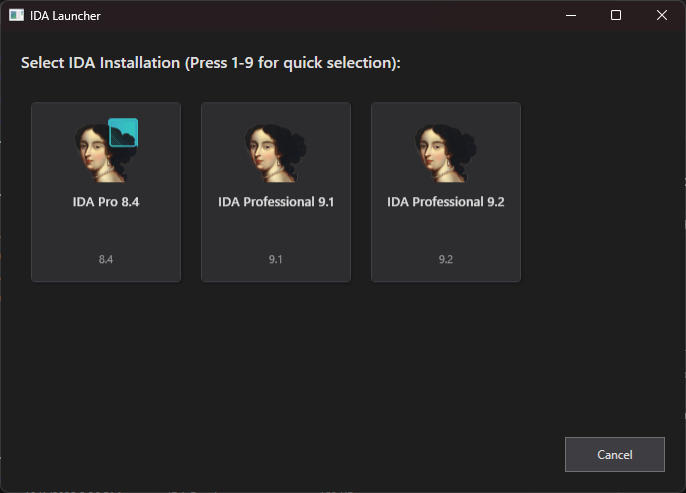 IDA Launcher
Select IDA Installation (Press 1-9 for quick selection):
IDA Pro 8.4
8.4
IDA Professional 9.1
9.1
IDA Professional 9.2
9.2
Cancel